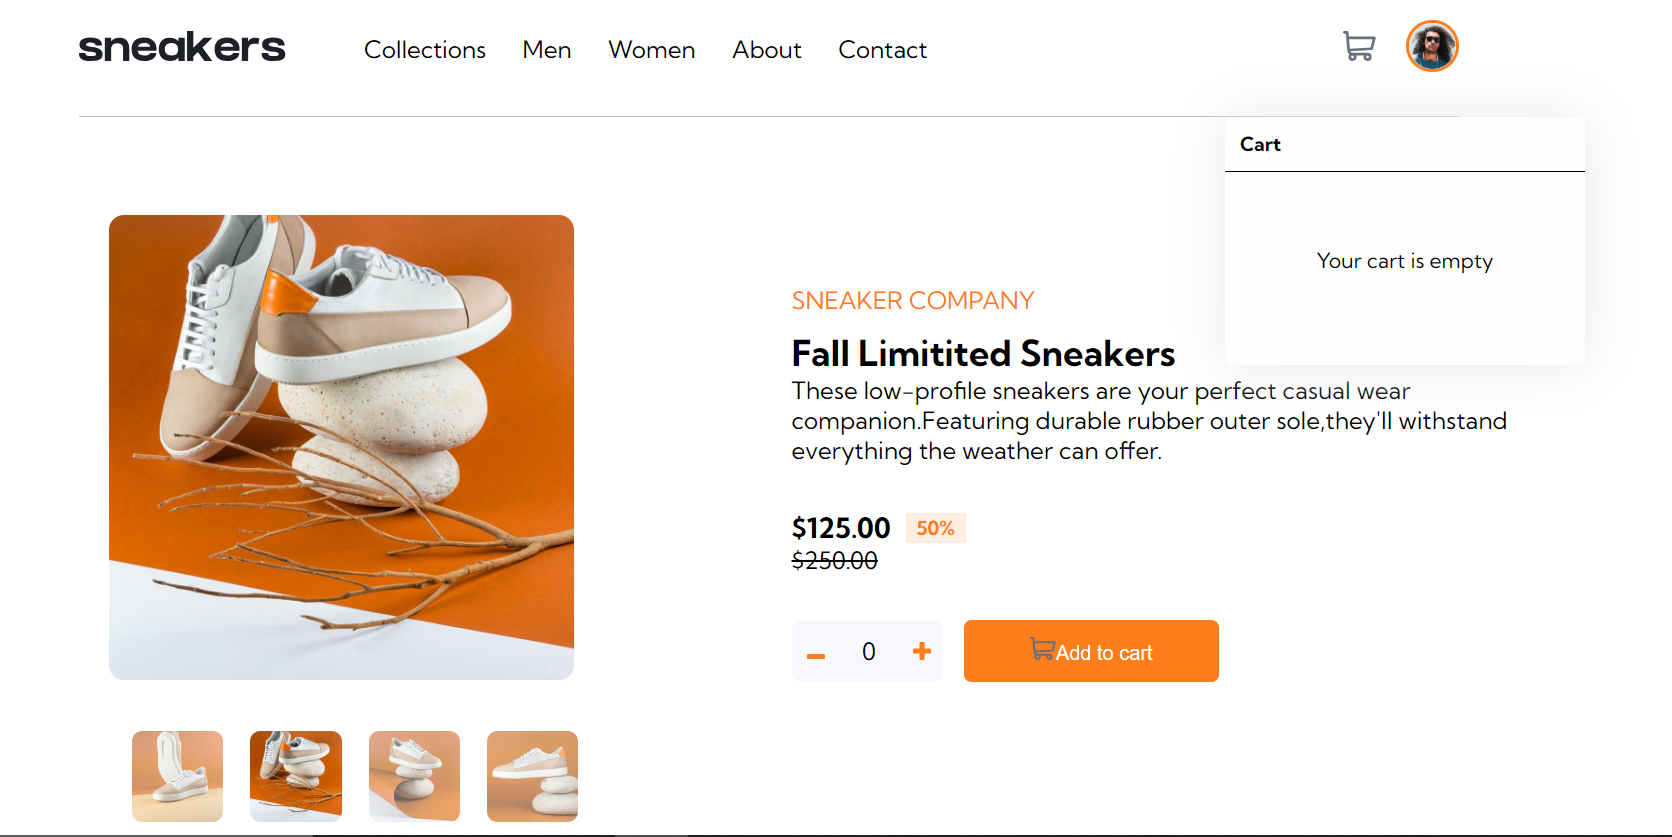 sneakers
Collections Men Women About Contact
Cart
Your cart is empty
SNEAKER COMPANY
Fall Limitited Sneakers
These low-profile sneakers are your perfect casual wear
companion.Featuring durable rubber outer sole,they'll withstand
everything the weather can offer.
$125.00 50%
$250.00
0
Add to cart